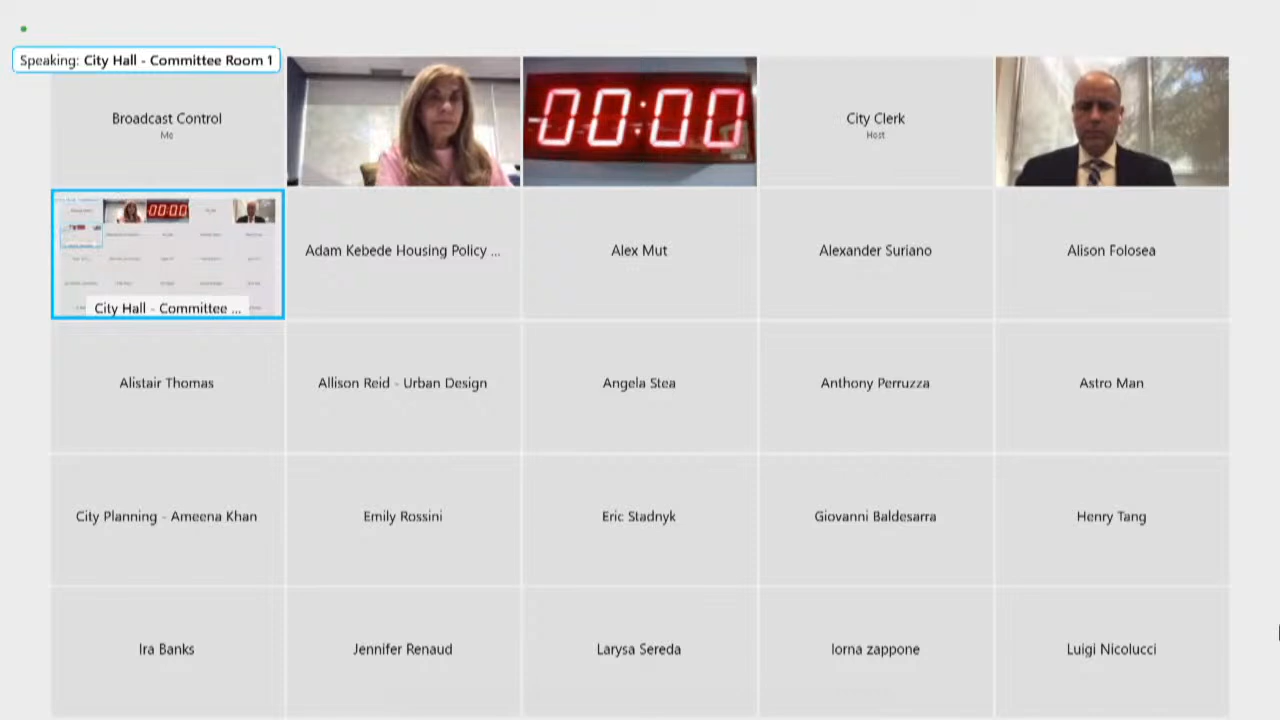 Speaking: City Hall - Committee Room 1
Broadcast Control
Me
00:00
City Clerk
Host
00:00
City Hall - Committee ...
Adam Kebede Housing Policy ...
Alex Mut
Alexander Suriano
Alison Folosea
Alistair Thomas
Allison Reid - Urban Design
Angela Stea
Anthony Perruzza
Astro Man
City Planning - Ameena Khan
Emily Rossini
Eric Stadnyk
Giovanni Baldesarra
Henry Tang
Ira Banks
Jennifer Renaud
Larysa Sereda
lorna zappone
Luigi Nicolucci